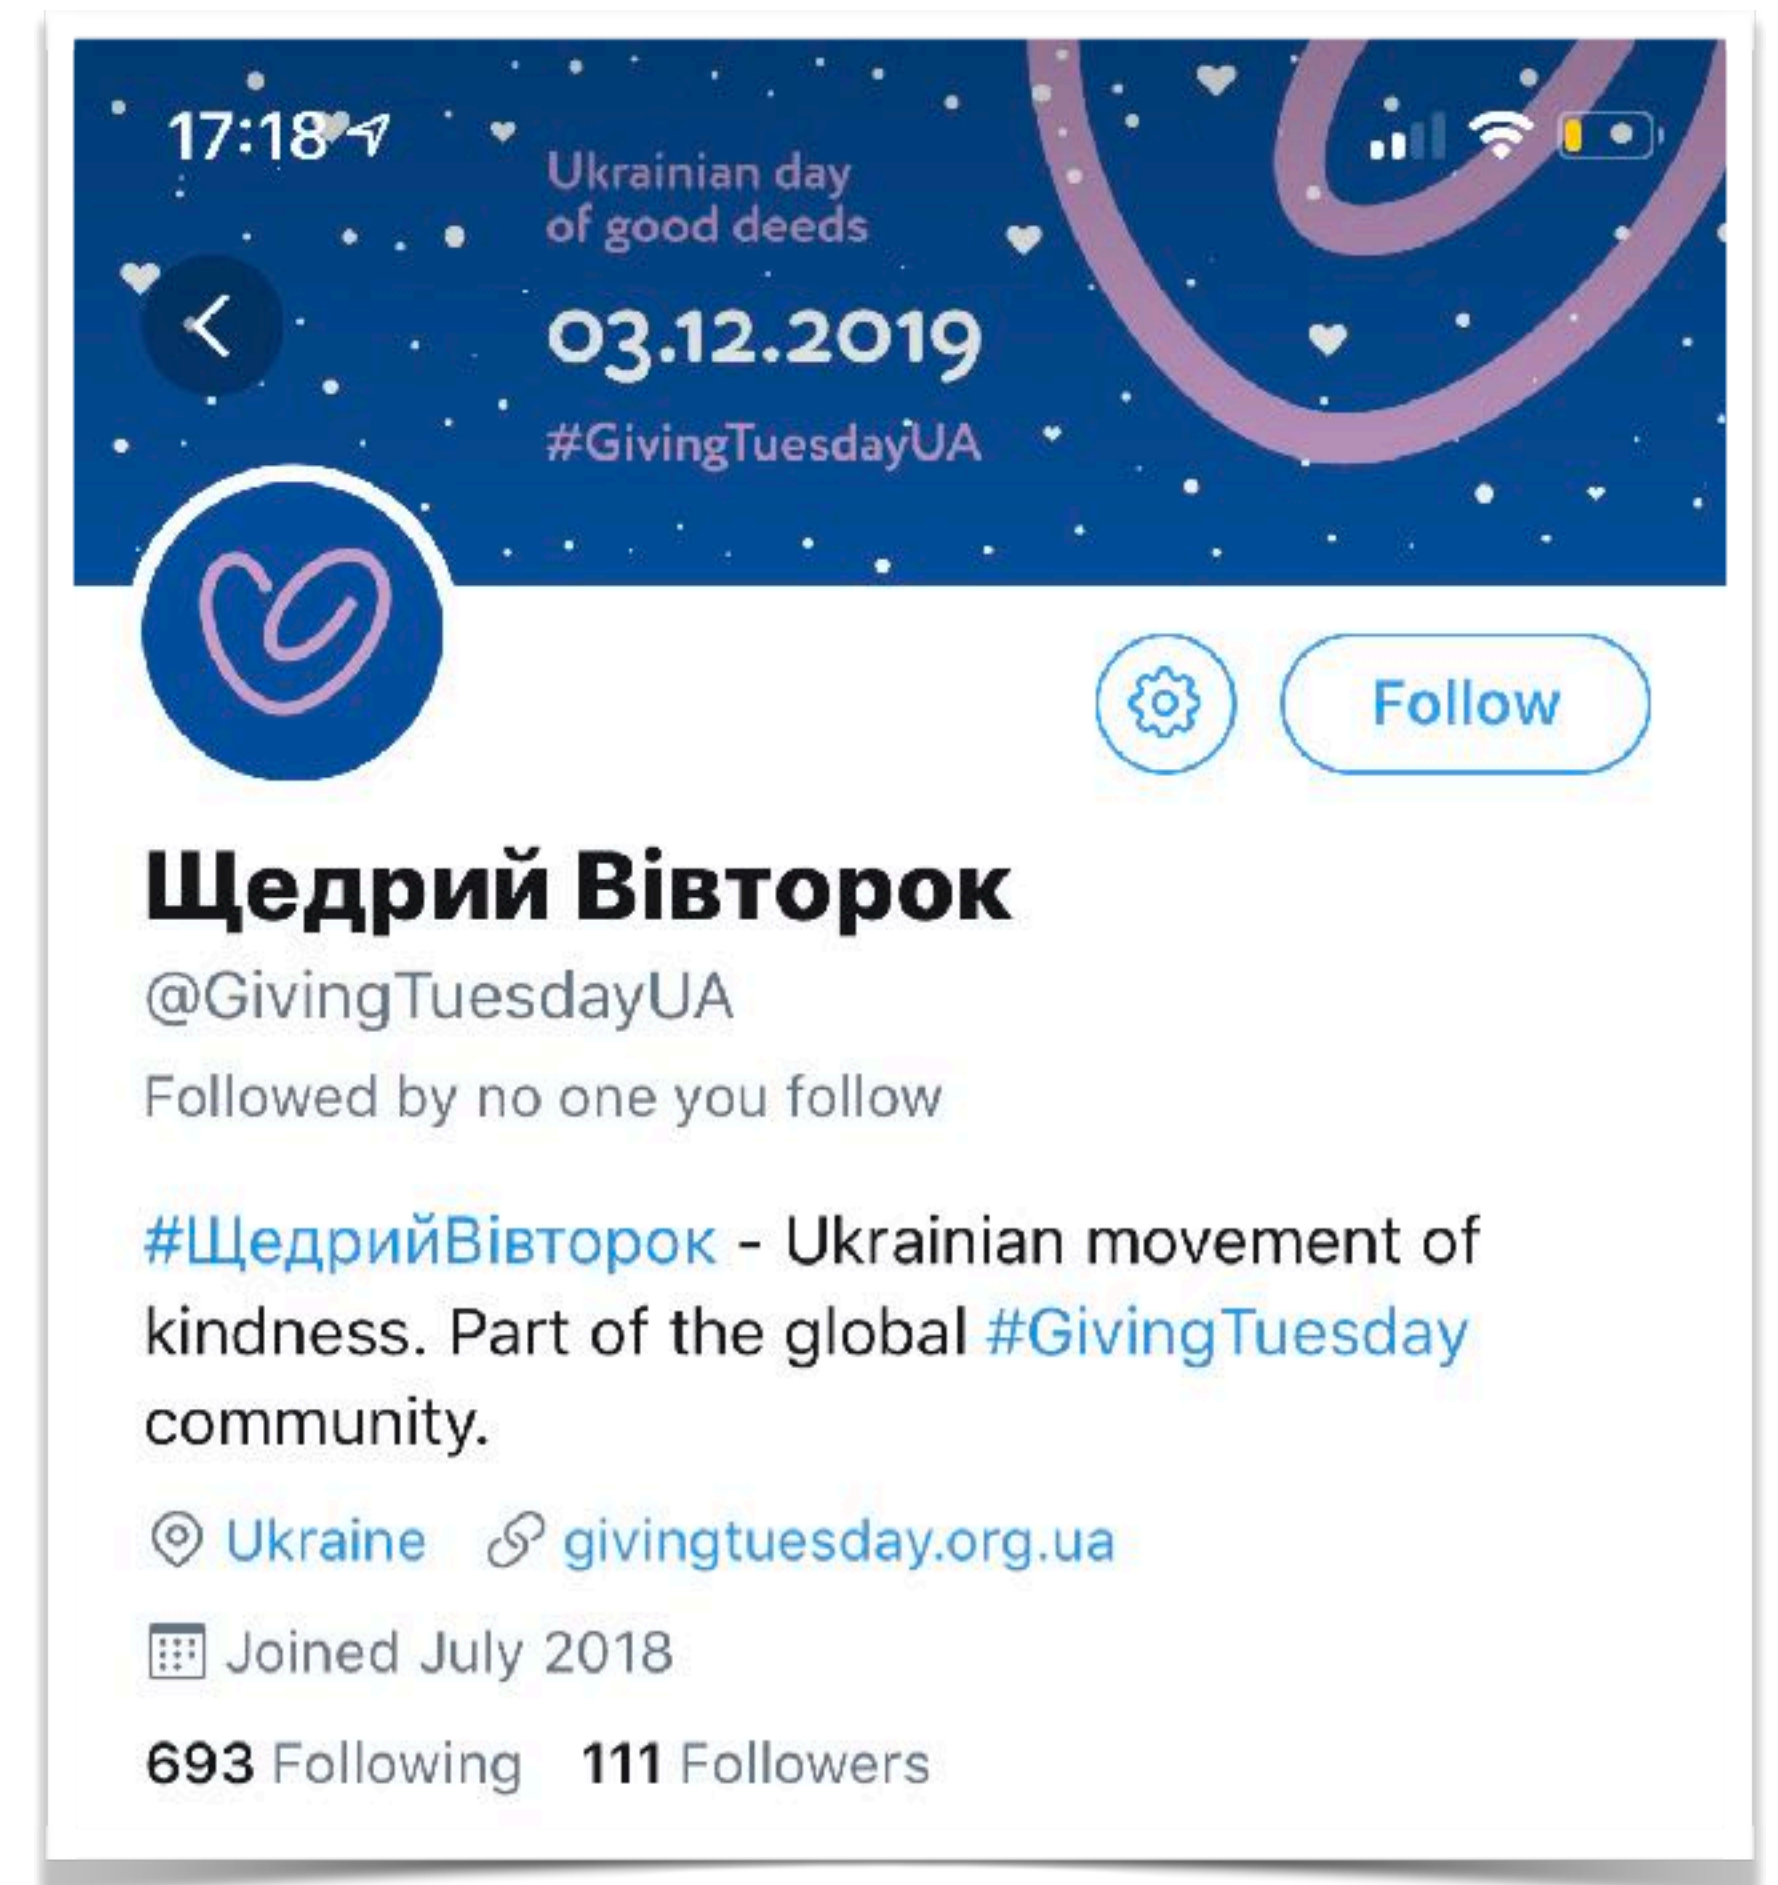 17:18
Ukrainian day
of good deeds
03.12.2019
#GivingTuesdayUA
Follow
Щедрий Вівторок
@GivingTuesdayUA
Followed by no one you follow
#ЩедрийВівторок - Ukrainian movement of
kindness. Part of the global #GivingTuesday
community.
Ukraine givingtuesday.org.ua
Joined July 2018
693 Following 111 Followers